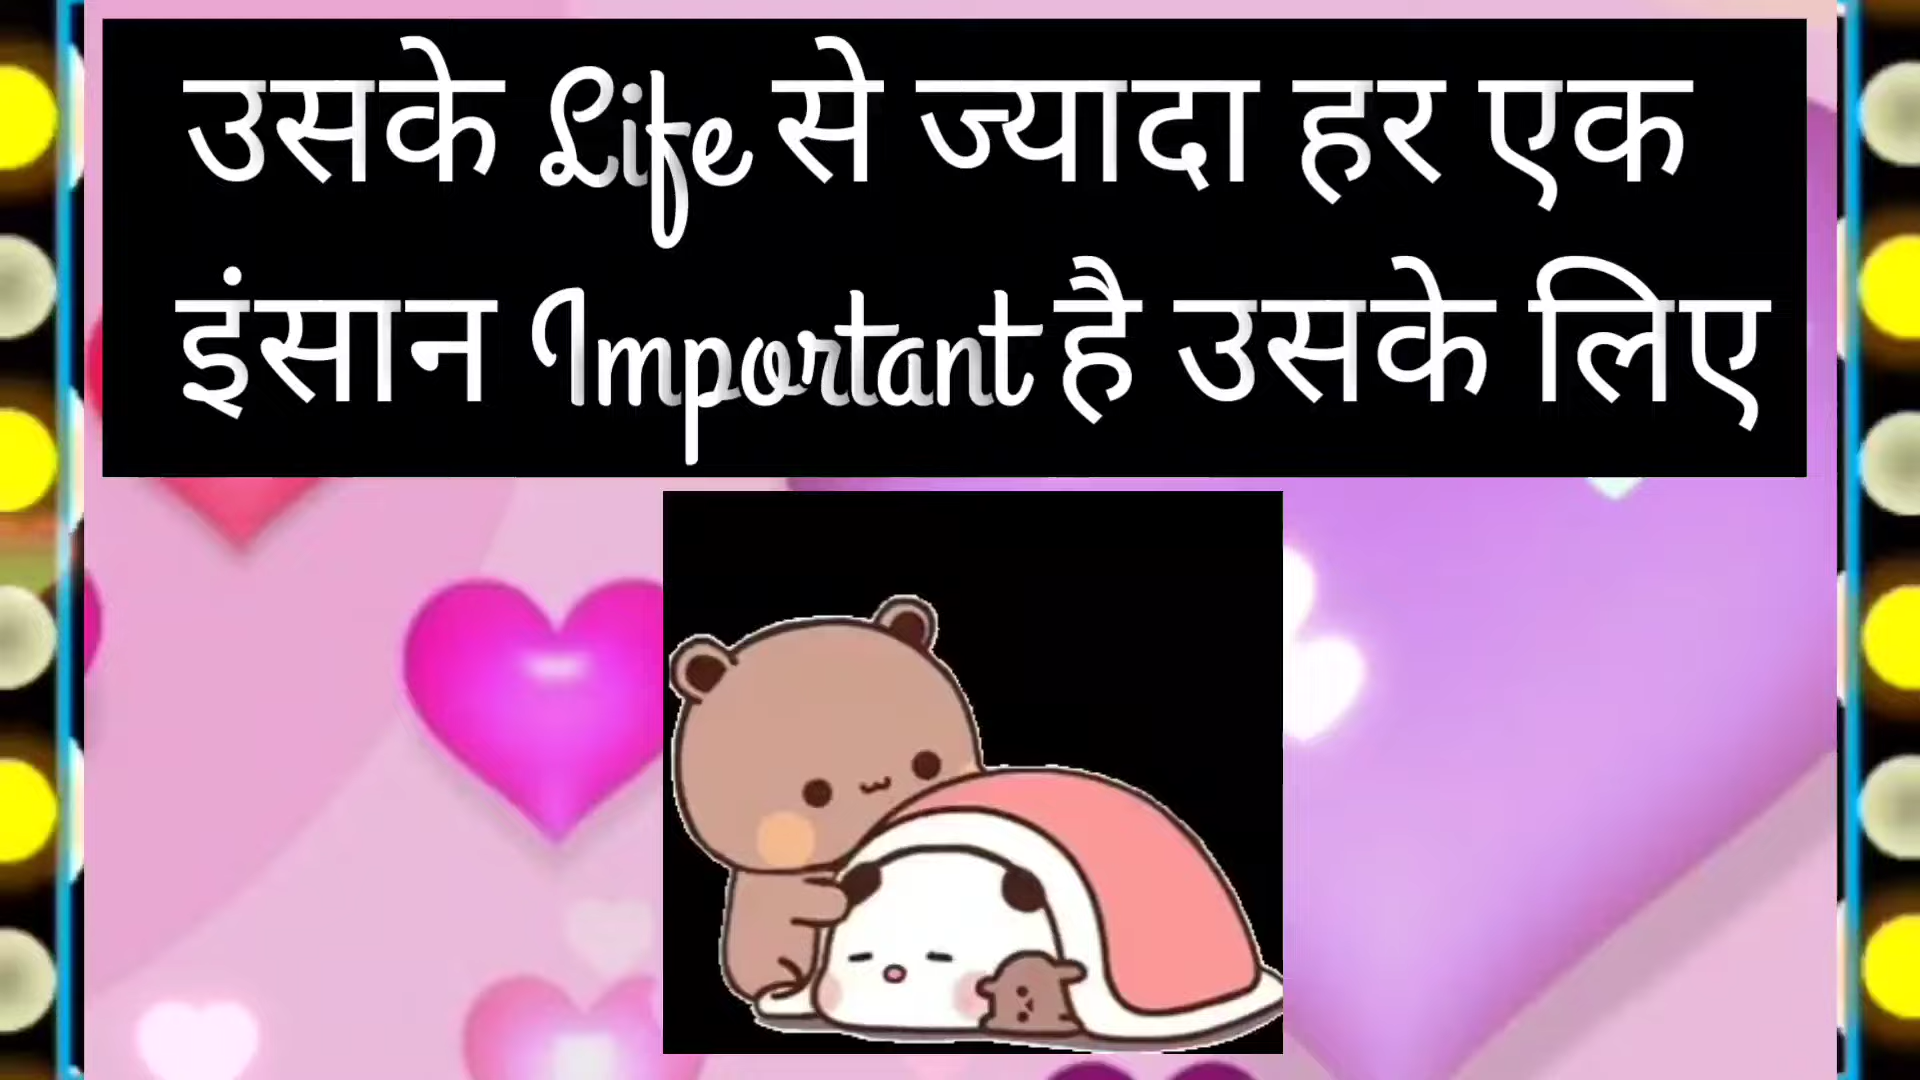 उसके Life से ज्यादा हर एक
इंसान Important है उसके लिए